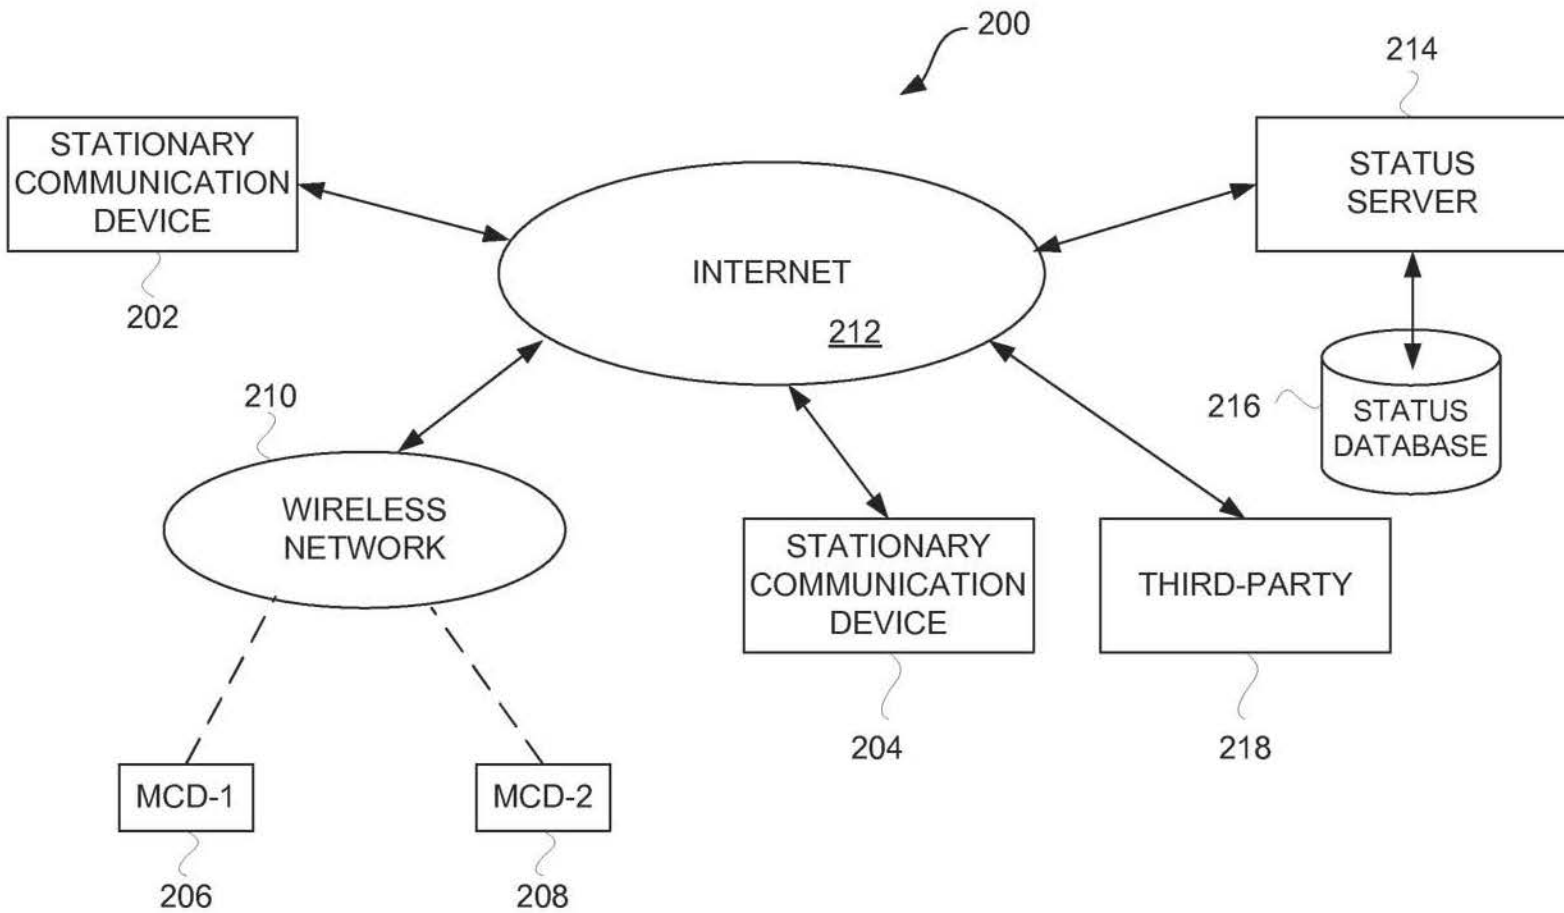 200
214
STATIONARY
COMMUNICATION
DEVICE
202
INTERNET
212
STATUS
SERVER
216
STATUS
DATABASE
210
WIRELESS
NETWORK
STATIONARY
COMMUNICATION
DEVICE
204
THIRD-PARTY
218
MCD-1
206
MCD-2
208